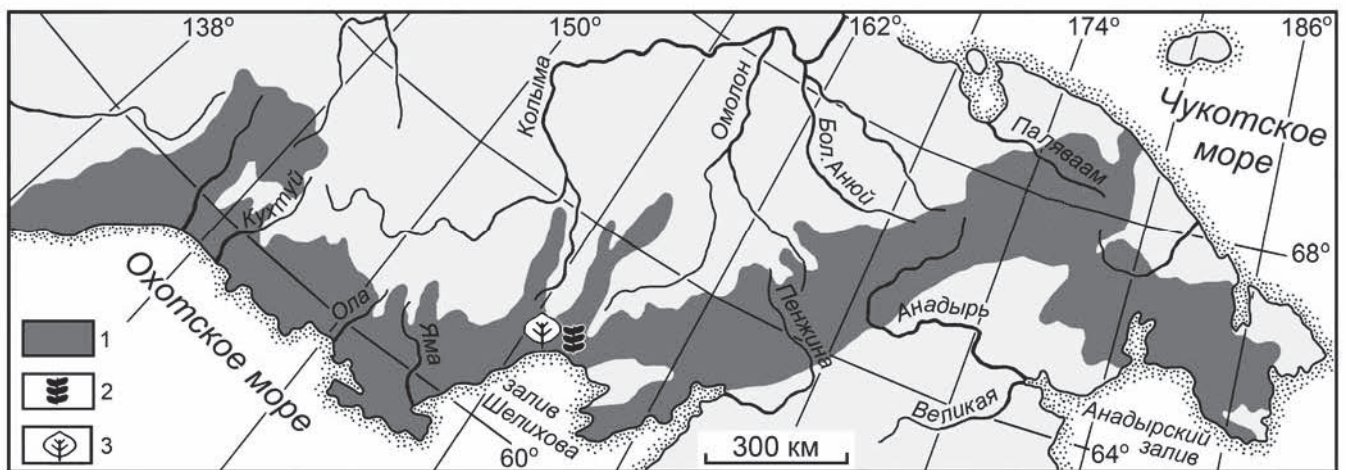 138°
150°
162°
174°
186°
Колыма
Омолон
Бол. Анюй
Паляваам
Чукотское
море
68°
Кухтуй
Охотское море
Ола
Яма
Пенжина
Анадырь
Великая
залив
Шелихова
60°
300 км
64°
Анадырский
залив
1
2
3